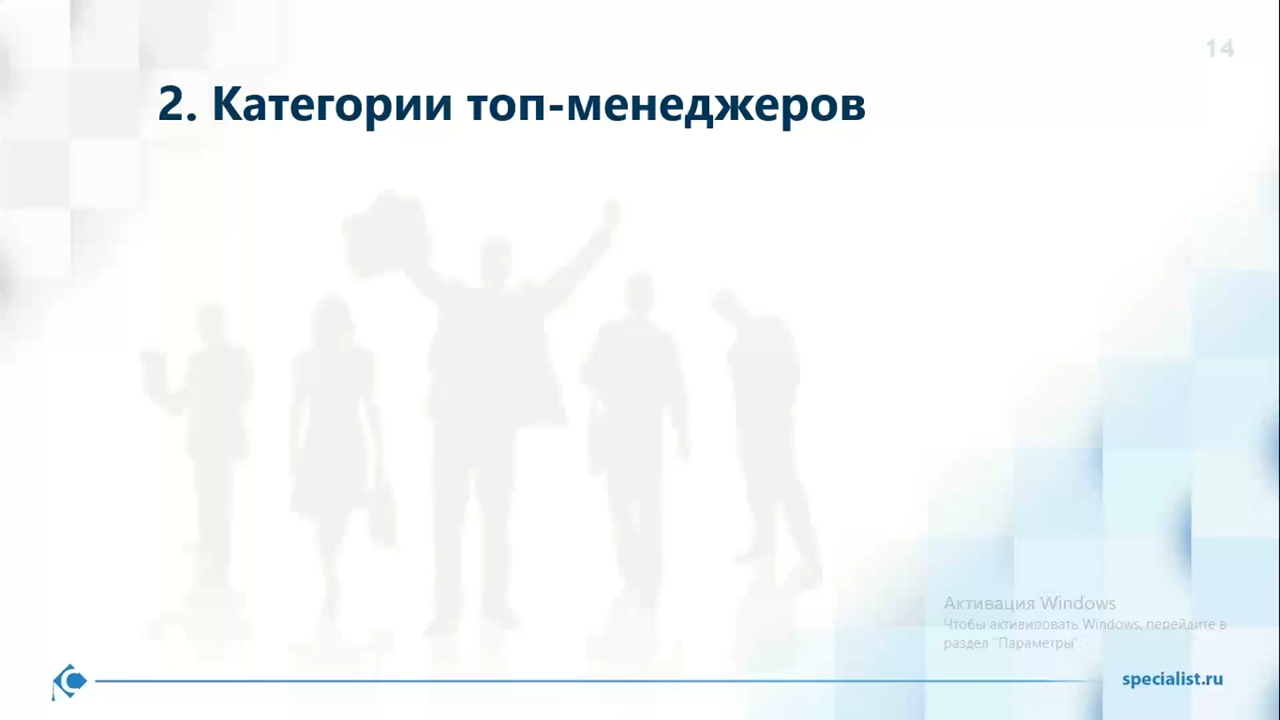 14
2. Категории топ-менеджеров
Активация Windows
Чтобы активировать Windows, перейдите в
раздел "Параметры".
specialist.ru